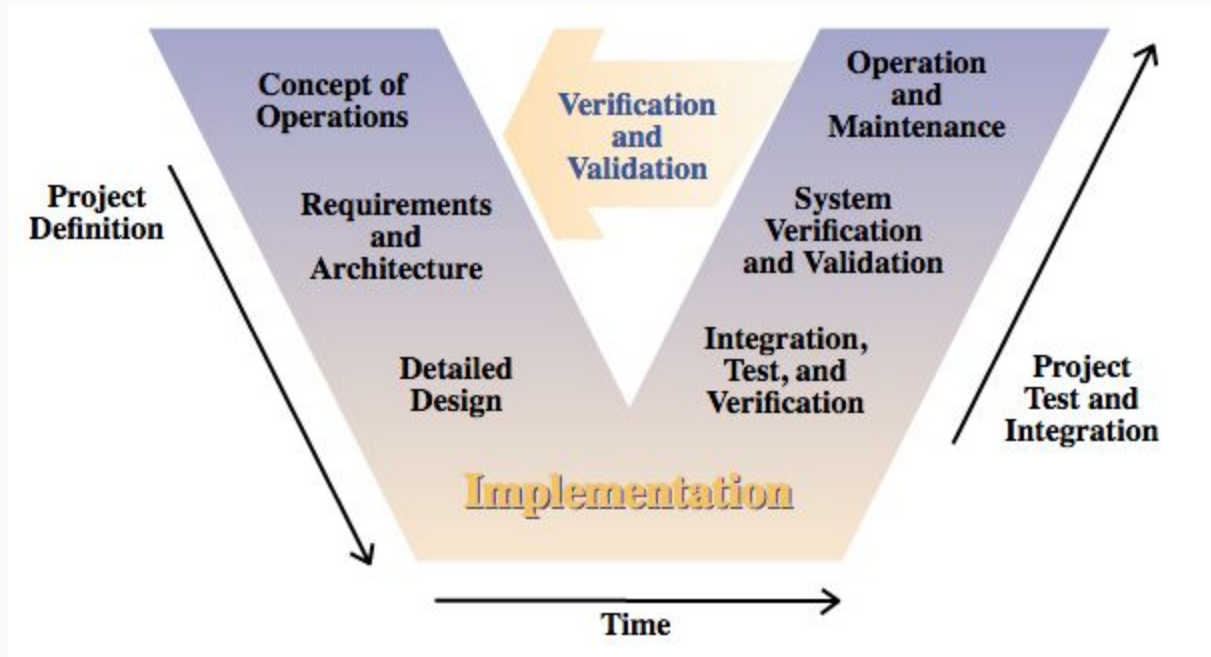 Concept of
Operations
Verification
and
Validation
Operation
and
Maintenance
Project
Definition
Requirements
and
Architecture
System
Verification
and Validation
Detailed
Design
Integration,
Test, and
Verification
Project
Test and
Integration
Implementation
Time